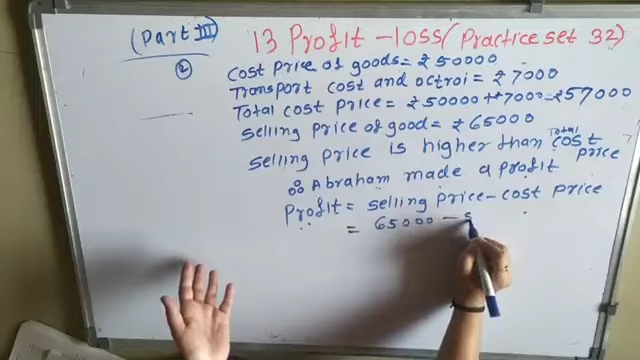 (Part III)
13 Profit - loss (Practice set 32)
2
cost price of goods = ₹50000
Transport cost and octroi = ₹7000
Total cost price = ₹50000 + ₹7000 = ₹57000
selling price of good = ₹65000
selling price is higher than Total cost price
∴ Abraham made a profit
Profit = selling price - cost price
= 65000 -